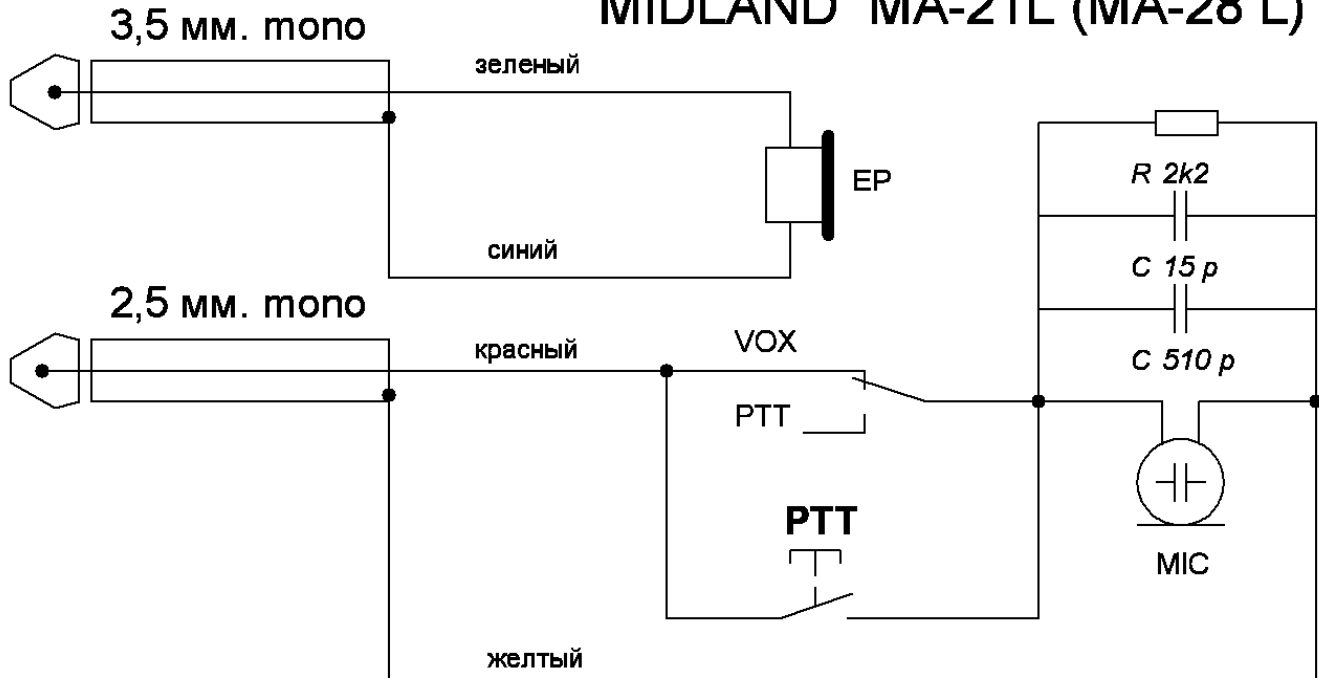 MIDLAND MA-21L (MA-28 L)
3,5 мм. mono
зеленый
EP
R 2k2
синий
C 15 p
2,5 мм. mono
VOX
красный
C 510 p
PTT
PTT
MIC
желтый